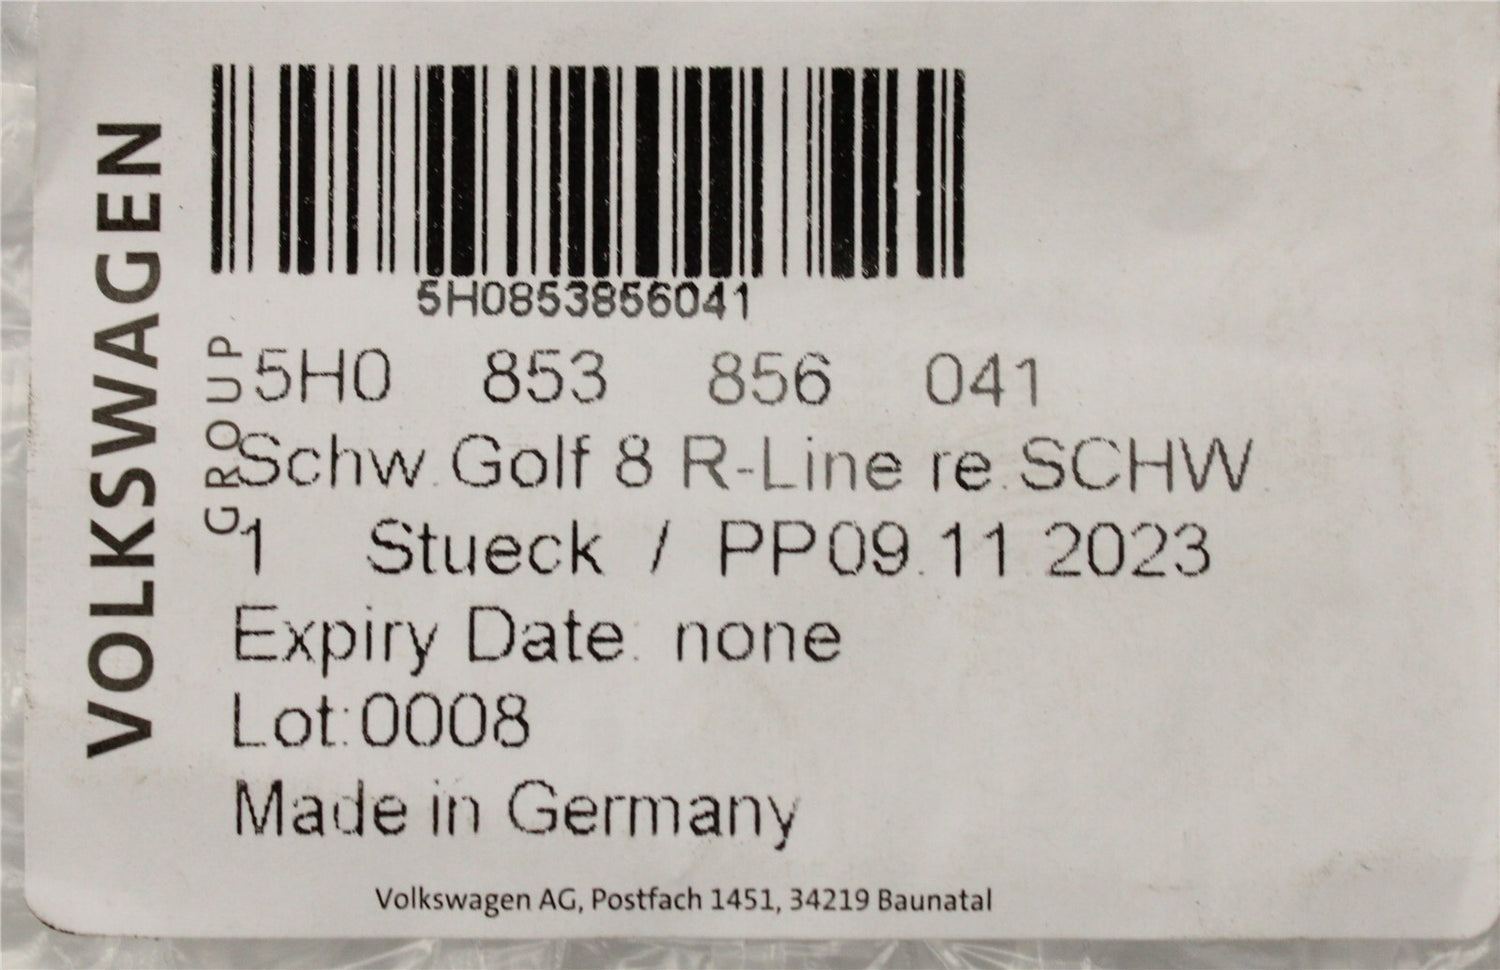 VOLKSWAGEN
GROUP
5H0853856041
5H0 853 856 041
Schw.Golf 8 R-Line re.SCHW
1 Stueck / PP09.11.2023
Expiry Date: none
Lot:0008
Made in Germany
Volkswagen AG, Postfach 1451, 34219 Baunatal